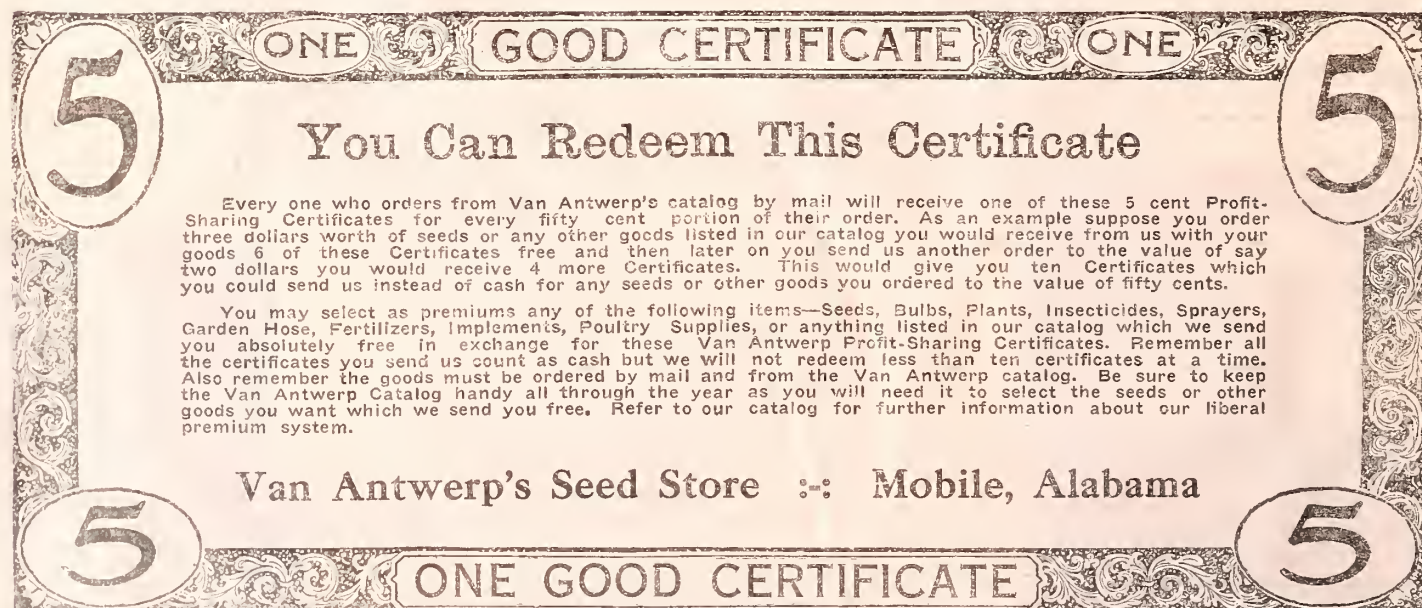 5 ONE GOOD CERTIFICATE ONE 5
You Can Redeem This Certificate
Every one who orders from Van Antwerp's catalog by mail will receive one of these 5 cent Profit-
Sharing Certificates for every fifty cent portion of their order. As an example suppose you order
three dollars worth of seeds or any other goods listed in our catalog you would receive from us with your
goods 6 of these Certificates free and then later on you send us another order to the value of say
two dollars you would receive 4 more Certificates. This would give you ten Certificates which
you could send us instead of cash for any seeds or other goods you ordered to the value of fifty cents.
You may select as premiums any of the following items—Seeds, Bulbs, Plants, Insecticides, Sprayers,
Garden Hose, Fertilizers, Implements, Poultry Supplies, or anything listed in our catalog which we send
you absolutely free in exchange for these Van Antwerp Profit-Sharing Certificates. Remember all
the certificates you send us count as cash but we will not redeem less than ten certificates at a time.
Also remember the goods must be ordered by mail and from the Van Antwerp catalog. Be sure to keep
the Van Antwerp Catalog handy all through the year as you will need it to select the seeds or other
goods you want which we send you free. Refer to our catalog for further information about our liberal
premium system.
Van Antwerp's Seed Store :-: Mobile, Alabama
5 ONE GOOD CERTIFICATE 5